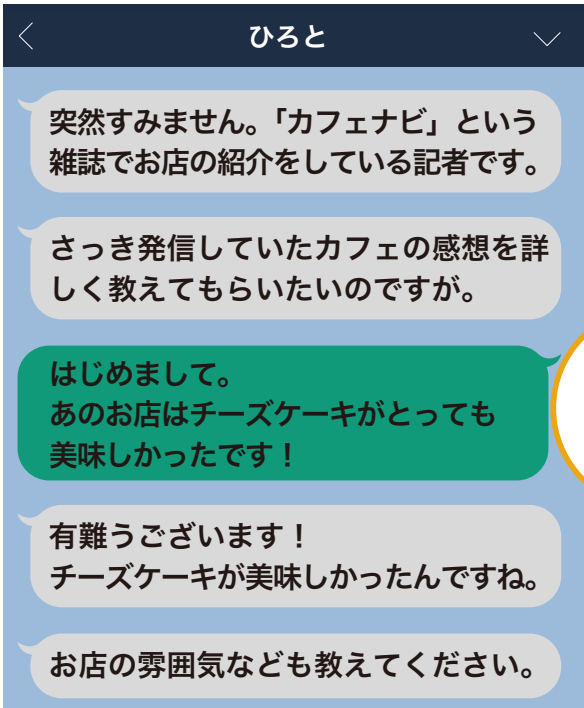 ひろと
突然すみません。「カフェナビ」という
雑誌でお店の紹介をしている記者です。
さっき発信していたカフェの感想を詳
しく教えてもらいたいのですが。
はじめまして。
あのお店はチーズケーキがとっても
美味しかったです！
有難うございます！
チーズケーキが美味しかったんですね。
お店の雰囲気なども教えてください。